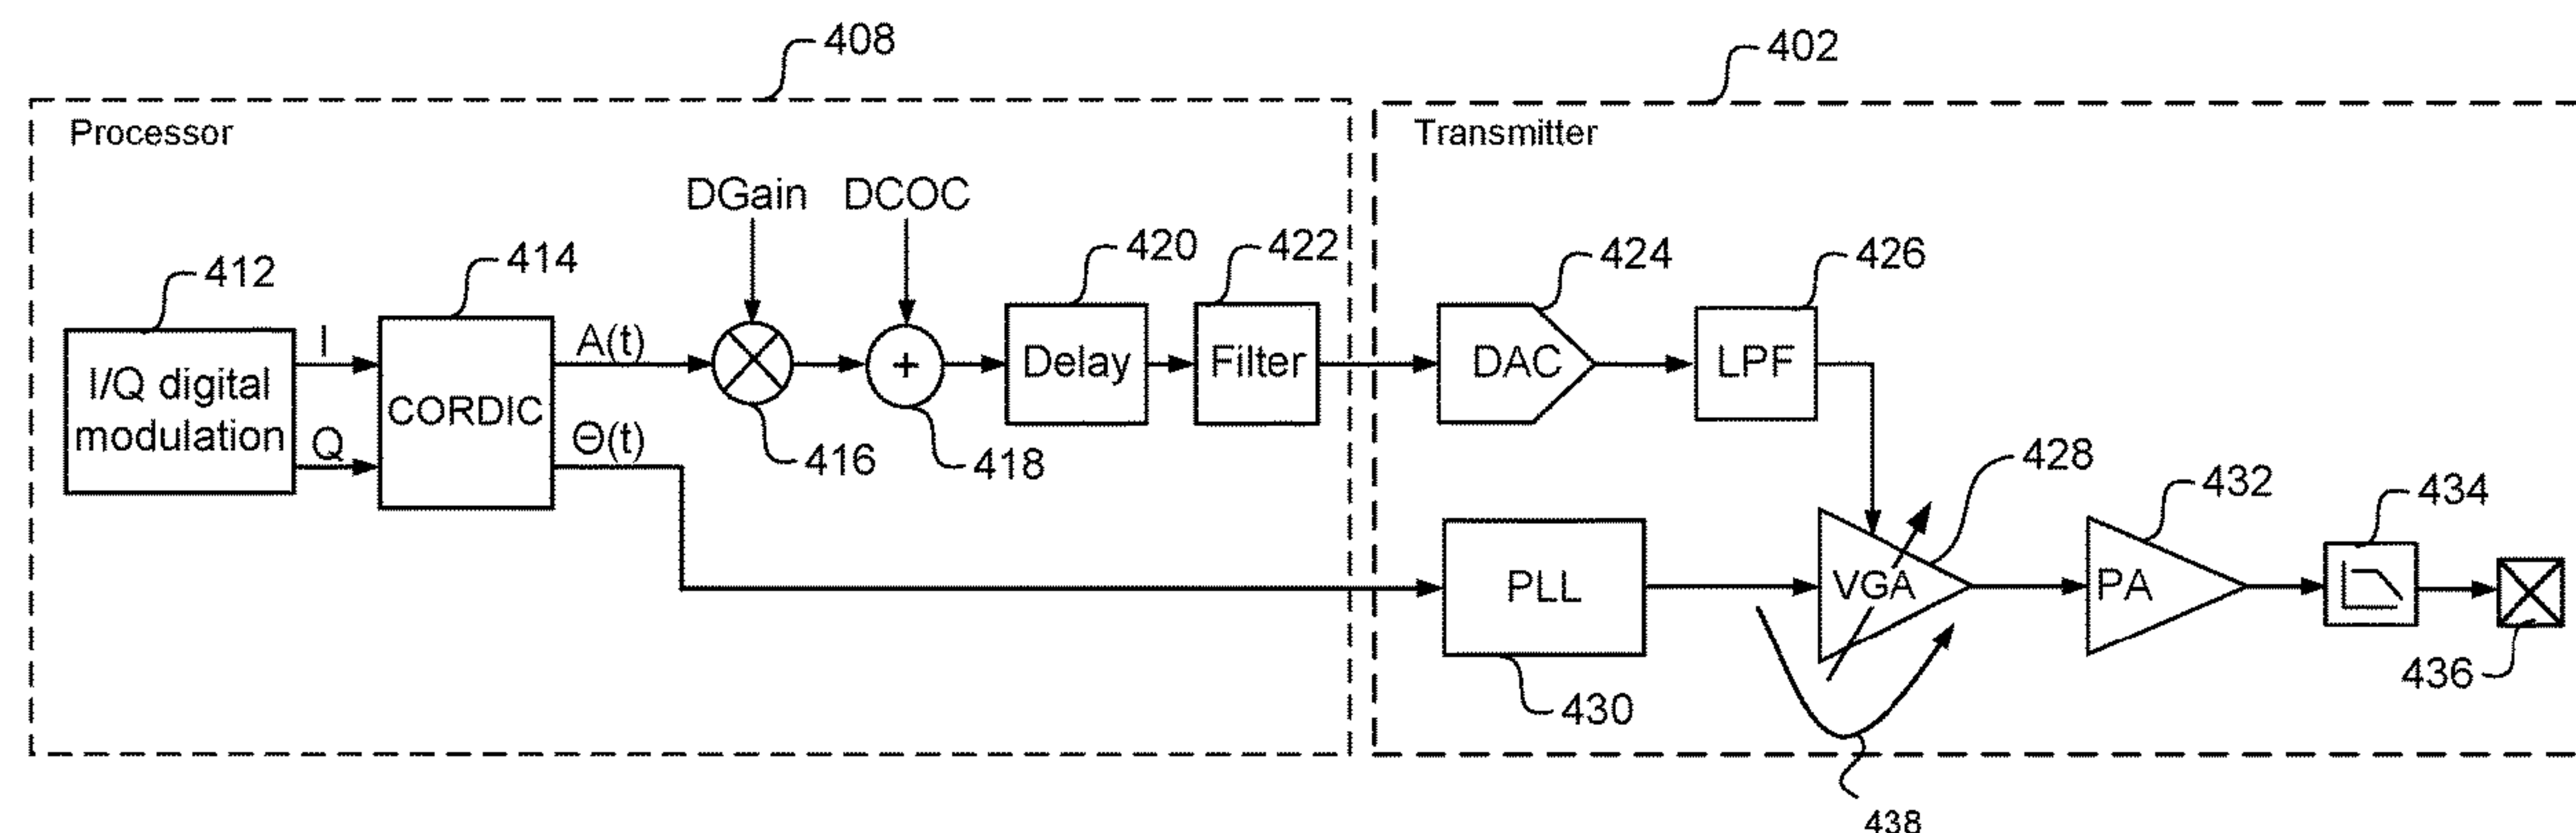 408
402
Processor
Transmitter
DGain
DCOC
412
414
420
422
424
426
I
A(t)
I/Q digital
modulation
CORDIC
+
Delay
Filter
DAC
LPF
Q
Θ(t)
416
418
428
432
434
PLL
VGA
PA
430
436
438